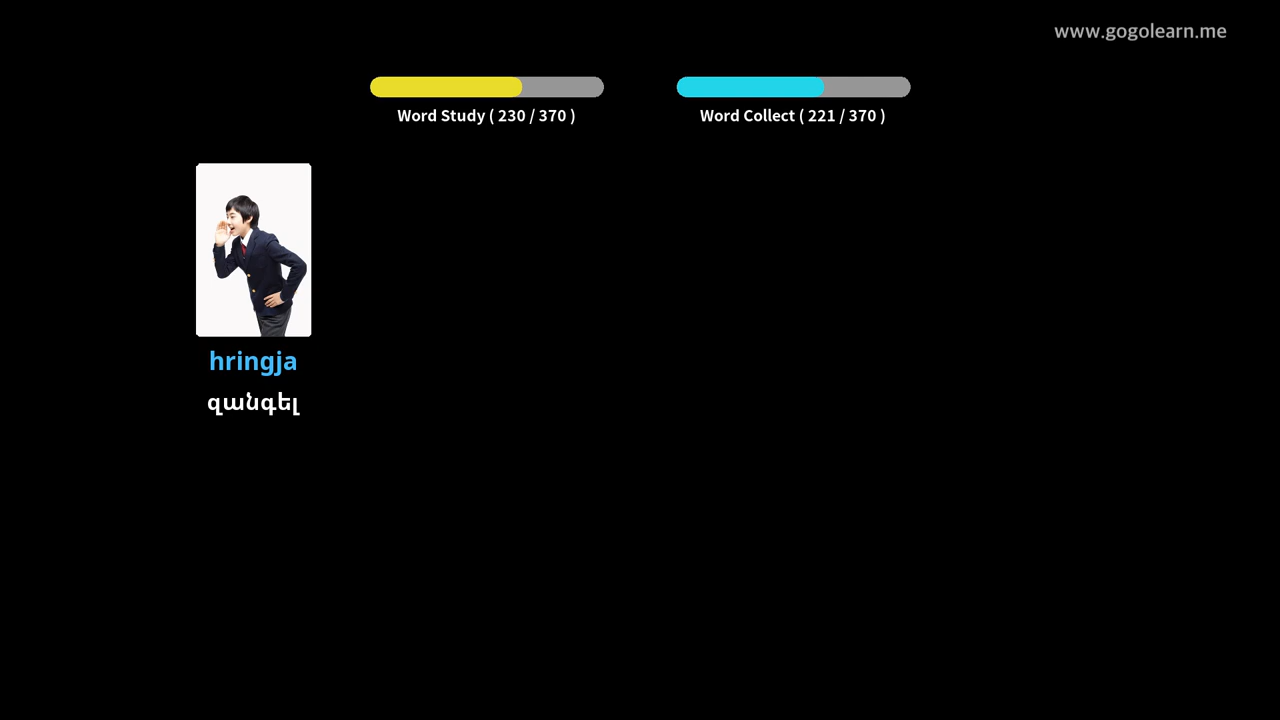 www.gogolearn.me
Word Study ( 230 / 370 )
Word Collect ( 221 / 370 )
hringja
զանգել